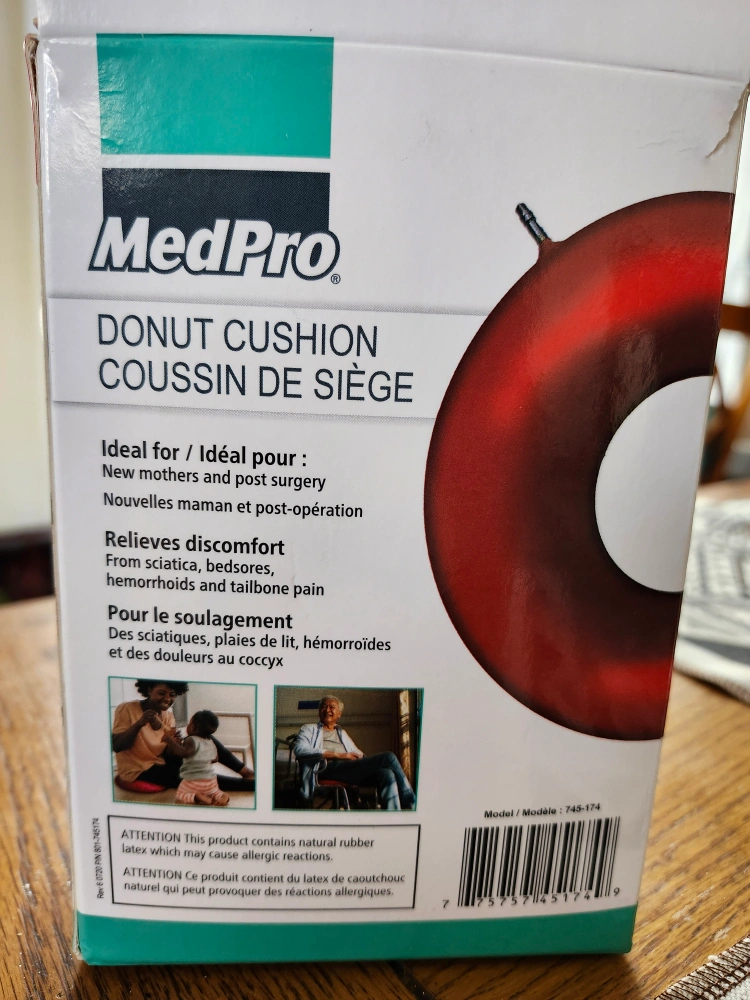 MedPro®
DONUT CUSHION
COUSSIN DE SIÈGE
Ideal for / Idéal pour :
New mothers and post surgery
Nouvelles maman et post-opération
Relieves discomfort
From sciatica, bedsores,
hemorrhoids and tailbone pain
Pour le soulagement
Des sciatiques, plaies de lit, hémorroïdes
et des douleurs au coccyx
Model / Modèle : 745-174
ATTENTION This product contains natural rubber
latex which may cause allergic reactions.
ATTENTION Ce produit contient du latex de caoutchouc
naturel qui peut provoquer des réactions allergiques.
7 75757 45174 9